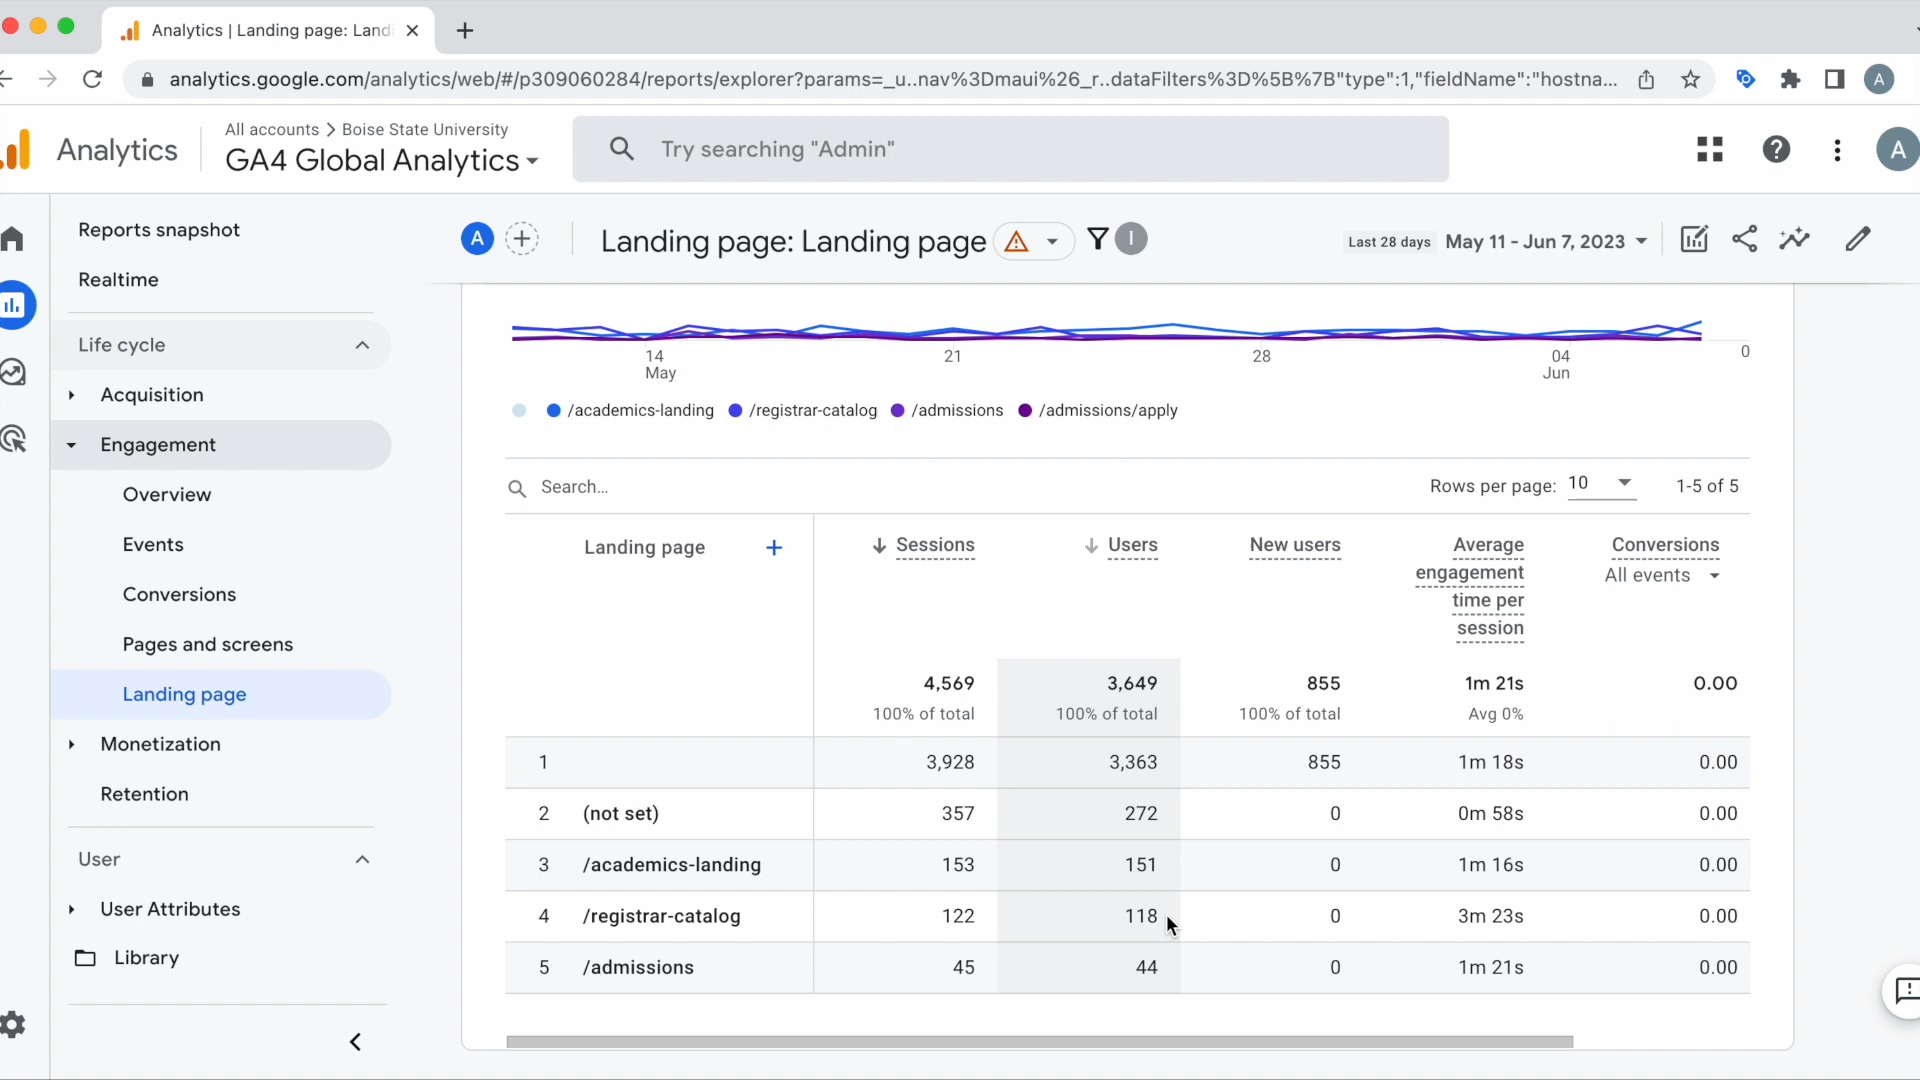 Analytics | Landing page: Landi
analytics.google.com/analytics/web/#/p309060284/reports/explorer?params=_u..nav%3Dmaui%26_r..dataFilters%3D%5B%7B"type":1,"fieldName":"hostna...
A
Analytics
All accounts > Boise State University
GA4 Global Analytics
Try searching "Admin"
A
Reports snapshot
Realtime
Life cycle
Acquisition
Engagement
Overview
Events
Conversions
Pages and screens
Landing page
Monetization
Retention
User
User Attributes
Library
A
Landing page: Landing page
I
Last 28 days May 11 - Jun 7, 2023
14 21 28 04 0
May Jun
/academics-landing /registrar-catalog /admissions /admissions/apply
Search...
Rows per page: 10 1-5 of 5
Landing page + Sessions Users New users Average engagement time per session Conversions
All events
4,569 3,649 855 1m 21s 0.00
100% of total 100% of total 100% of total Avg 0%
1 3,928 3,363 855 1m 18s 0.00
2 (not set) 357 272 0 0m 58s 0.00
3 /academics-landing 153 151 0 1m 16s 0.00
4 /registrar-catalog 122 118 0 3m 23s 0.00
5 /admissions 45 44 0 1m 21s 0.00